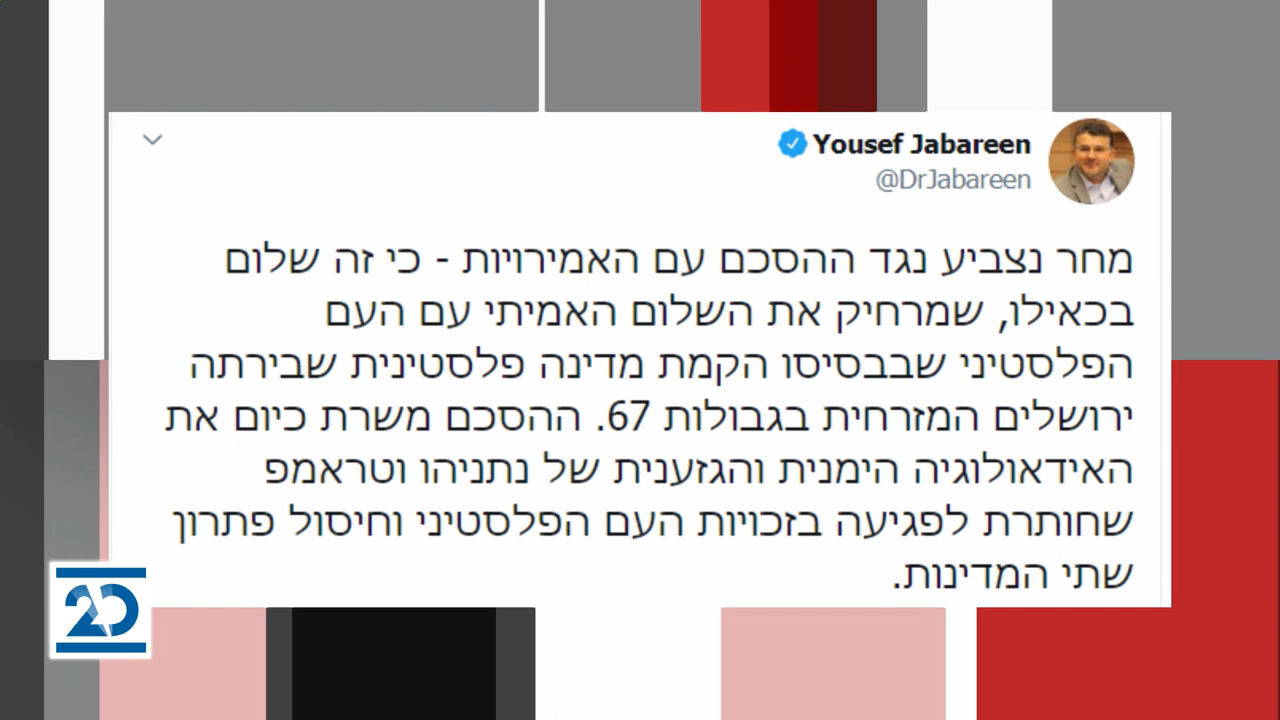 Yousef Jabareen
@DrJabareen
מחר נצביע נגד ההסכם עם האמירויות - כי זה שלום
בכאילו, שמרחיק את השלום האמיתי עם העם
הפלסטיני שבבסיסו הקמת מדינה פלסטינית שבירתה
ירושלים המזרחית בגבולות 67. ההסכם משרת כיום את
האידאולוגיה הימנית והגזענית של נתניהו וטראמפ
שחותרת לפגיעה בזכויות העם הפלסטיני וחיסול פתרון
שתי המדינות.
20